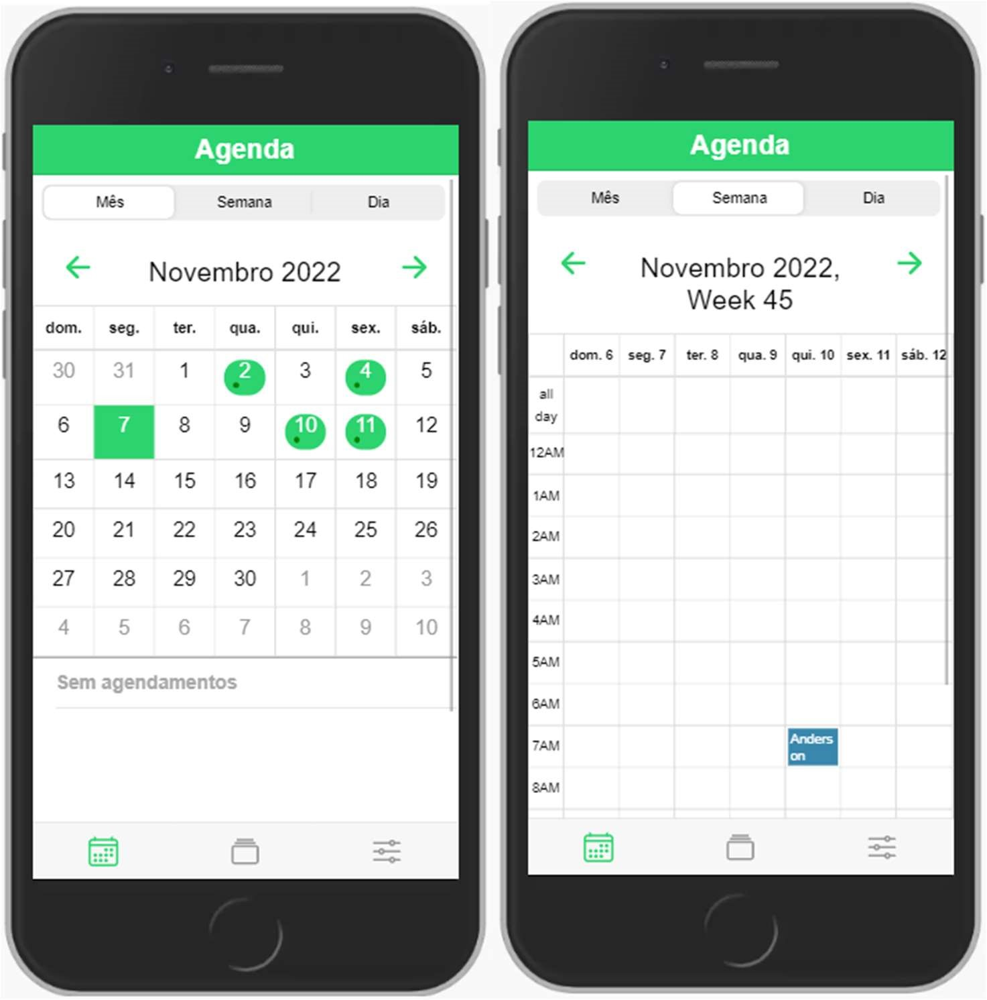 Agenda
Mês Semana Dia
Novembro 2022
dom. seg. ter. qua. qui. sex. sáb.
30 31 1 2 3 4 5
6 7 8 9 10 11 12
13 14 15 16 17 18 19
20 21 22 23 24 25 26
27 28 29 30 1 2 3
4 5 6 7 8 9 10
Sem agendamentos
Agenda
Mês Semana Dia
Novembro 2022,
Week 45
dom. 6 seg. 7 ter. 8 qua. 9 qui. 10 sex. 11 sáb. 12
all
day
12AM
1AM
2AM
3AM
4AM
5AM
6AM
7AM
Anders
on
8AM